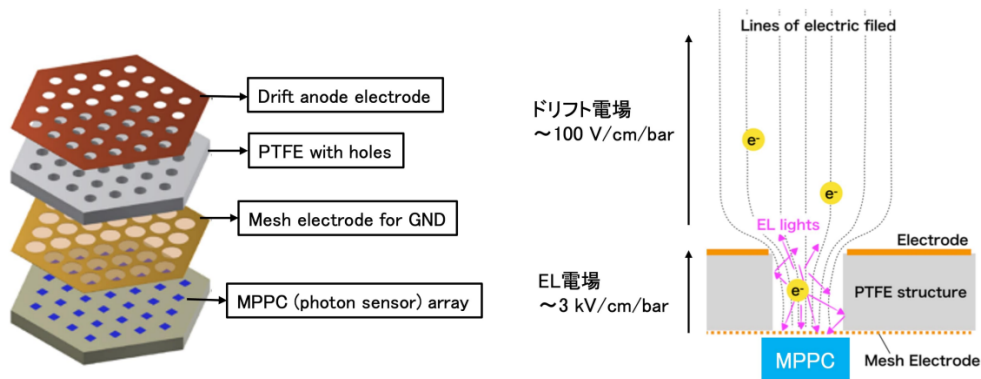 Drift anode electrode
PTFE with holes
Mesh electrode for GND
MPPC (photon sensor) array
Lines of electric filed
ドリフト電場
～100 V/cm/bar
e-
e-
EL lights
Electrode
EL電場
～3 kV/cm/bar
e-
PTFE structure
Mesh Electrode
MPPC